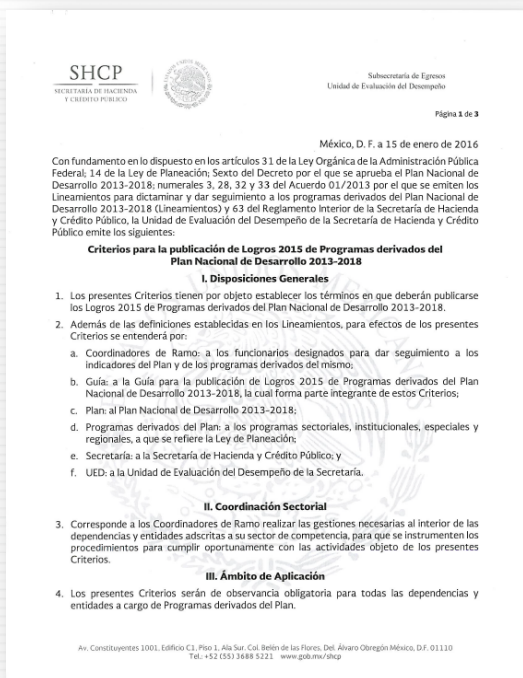 SHCP
SECRETARÍA DE HACIENDA
Y CRÉDITO PÚBLICO
Subsecretaría de Egresos
Unidad de Evaluación del Desempeño
Página 1 de 3
México, D. F. a 15 de enero de 2016
Con fundamento en lo dispuesto en los artículos 31 de la Ley Orgánica de la Administración Pública
Federal; 14 de la Ley de Planeación; Sexto del Decreto por el que se aprueba el Plan Nacional de
Desarrollo 2013-2018; numerales 3, 28, 32 y 33 del Acuerdo 01/2013 por el que se emiten los
Lineamientos para dictaminar y dar seguimiento a los programas derivados del Plan Nacional de
Desarrollo 2013-2018 (Lineamientos) y 63 del Reglamento Interior de la Secretaría de Hacienda
y Crédito Público, la Unidad de Evaluación del Desempeño de la Secretaría de Hacienda y Crédito
Público emite los siguientes:
Criterios para la publicación de Logros 2015 de Programas derivados del
Plan Nacional de Desarrollo 2013-2018
I. Disposiciones Generales
1. Los presentes Criterios tienen por objeto establecer los términos en que deberán publicarse
los Logros 2015 de Programas derivados del Plan Nacional de Desarrollo 2013-2018.
2. Además de las definiciones establecidas en los Lineamientos, para efectos de los presentes
Criterios se entenderá por:
a. Coordinadores de Ramo: a los funcionarios designados para dar seguimiento a los
indicadores del Plan y de los programas derivados del mismo;
b. Guía: a la Guía para la publicación de Logros 2015 de Programas derivados del Plan
Nacional de Desarrollo 2013-2018, la cual forma parte integrante de estos Criterios;
c. Plan: al Plan Nacional de Desarrollo 2013-2018;
d. Programas derivados del Plan: a los programas sectoriales, institucionales, especiales y
regionales, a que se refiere la Ley de Planeación;
e. Secretaría: a la Secretaría de Hacienda y Crédito Público; y
f. UED: a la Unidad de Evaluación del Desempeño de la Secretaría.
II. Coordinación Sectorial
3. Corresponde a los Coordinadores de Ramo realizar las gestiones necesarias al interior de las
dependencias y entidades adscritas a su sector de competencia, para que se instrumenten los
procedimientos para cumplir oportunamente con las actividades objeto de los presentes
Criterios.
III. Ámbito de Aplicación
4. Los presentes Criterios serán de observancia obligatoria para todas las dependencias y
entidades a cargo de Programas derivados del Plan.
Av. Constituyentes 1001, Edificio C1, Piso 1, Ala Sur. Col. Belén de las Flores, Del. Álvaro Obregón México, D.F. 01110
Tel.: +52 (55) 3688 5221 www.gob.mx/shcp